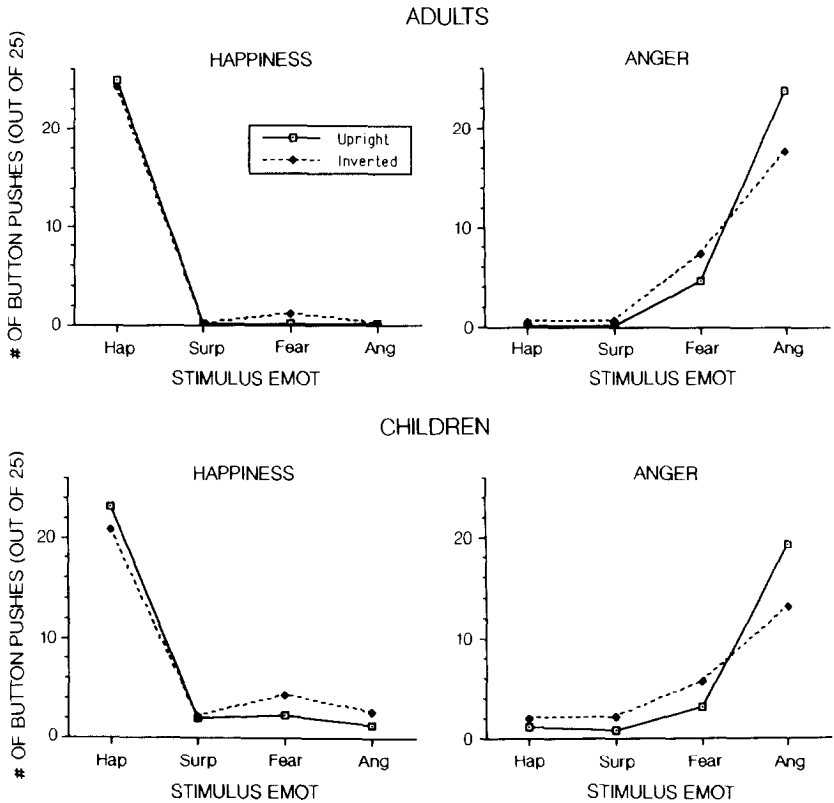 ADULTS
# OF BUTTON PUSHES (OUT OF 25)
HAPPINESS
20
10
0
Upright
Inverted
Hap Surp Fear Ang
STIMULUS EMOT
ANGER
20
10
0
Hap Surp Fear Ang
STIMULUS EMOT
CHILDREN
# OF BUTTON PUSHES (OUT OF 25)
HAPPINESS
20
10
0
Hap Surp Fear Ang
STIMULUS EMOT
ANGER
20
10
0
Hap Surp Fear Ang
STIMULUS EMOT